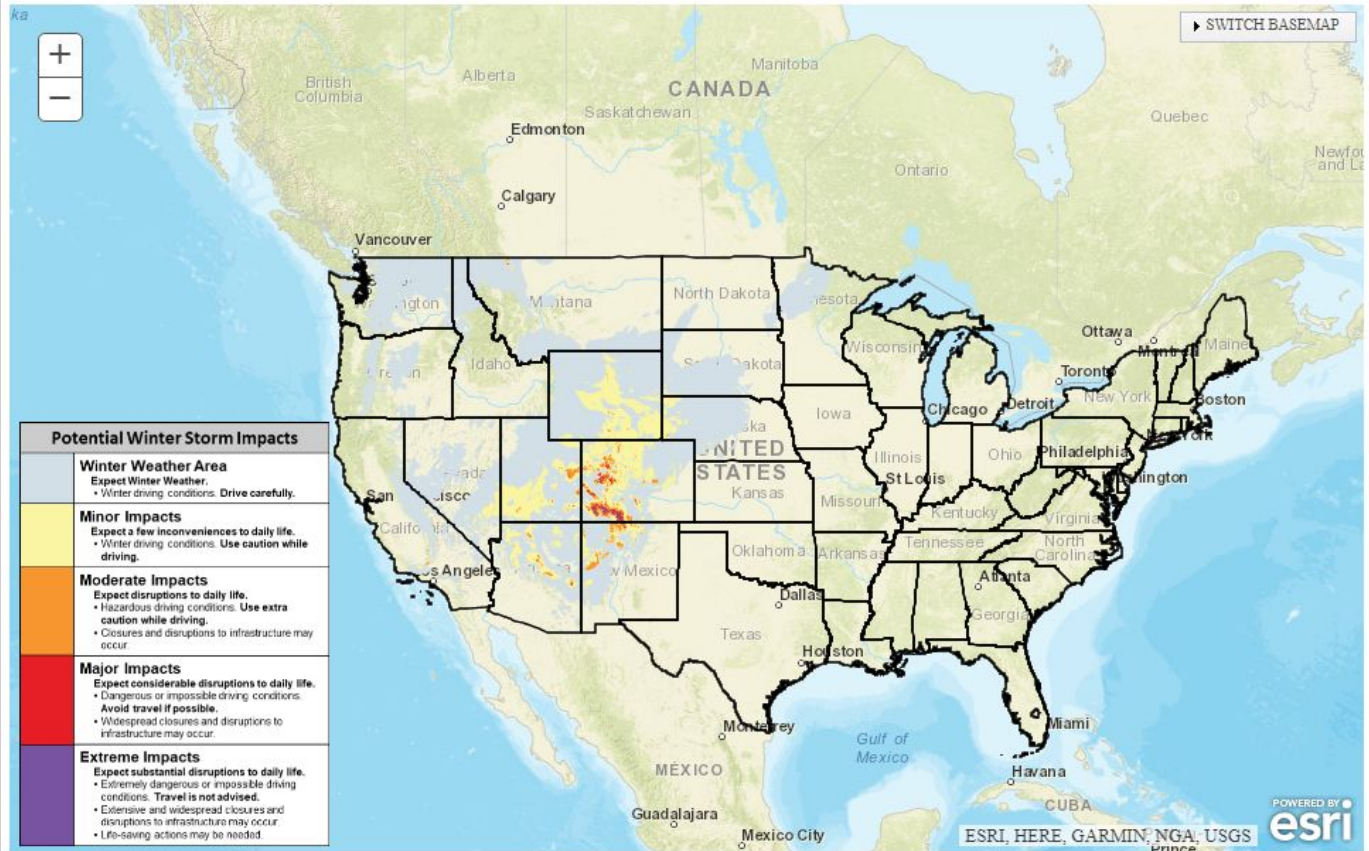 ka
+
−
▸ SWITCH BASEMAP
British
Columbia
Alberta
Manitoba
CANADA
Saskatchewan
Quebec
Edmonton
Ontario
Calgary
Vancouver
North Dakota
Idaho
Wisconsin
Ottawa
Maine
Toronto
New York
Boston
Iowa
Chicago
Detroit
Philadelphia
STATES
Illinois
Ohio
St Louis
Kansas
Missouri
Kentucky
Virginia
San
Tennessee
North
Carolina
Oklahoma
Arkansas
Atlanta
Dallas
Georgia
Texas
Houston
Monterrey
Miami
Gulf of
Mexico
MÉXICO
Havana
CUBA
Guadalajara
Mexico City
Potential Winter Storm Impacts
Winter Weather Area
Expect Winter Weather.
• Winter driving conditions. Drive carefully.
Minor Impacts
Expect a few inconveniences to daily life.
• Winter driving conditions. Use caution while
driving.
Moderate Impacts
Expect disruptions to daily life.
• Hazardous driving conditions. Use extra
caution while driving.
• Closures and disruptions to infrastructure may
occur.
Major Impacts
Expect considerable disruptions to daily life.
• Dangerous or impossible driving conditions.
Avoid travel if possible.
• Widespread closures and disruptions to
infrastructure may occur.
Extreme Impacts
Expect substantial disruptions to daily life.
• Extremely dangerous or impossible driving
conditions. Travel is not advised.
• Extensive and widespread closures and
disruptions to infrastructure may occur.
• Life-saving actions may be needed.
ESRI, HERE, GARMIN, NGA, USGS
POWERED BY
esri